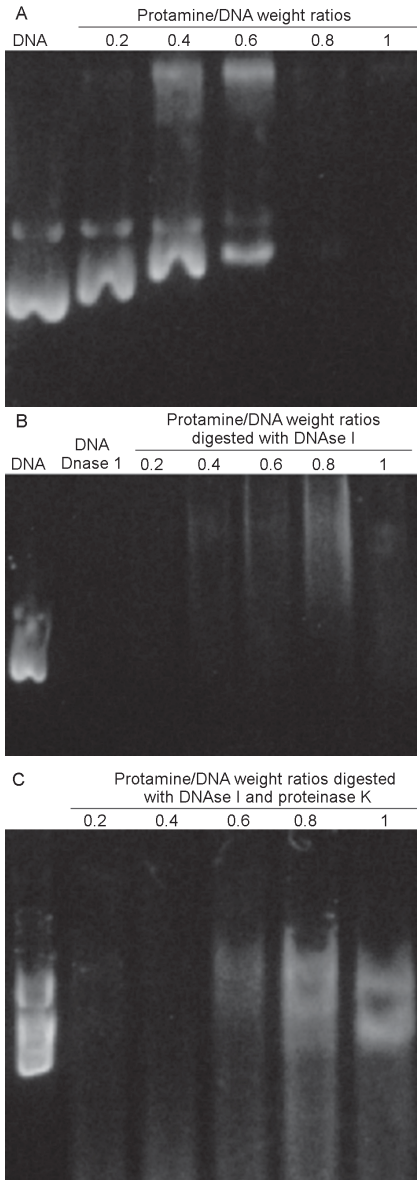 A
Protamine/DNA weight ratios
DNA 0.2 0.4 0.6 0.8 1
B
Protamine/DNA weight ratios
digested with DNAse I
DNA
Dnase 1
DNA 0.2 0.4 0.6 0.8 1
C
Protamine/DNA weight ratios digested
with DNAse I and proteinase K
0.2 0.4 0.6 0.8 1